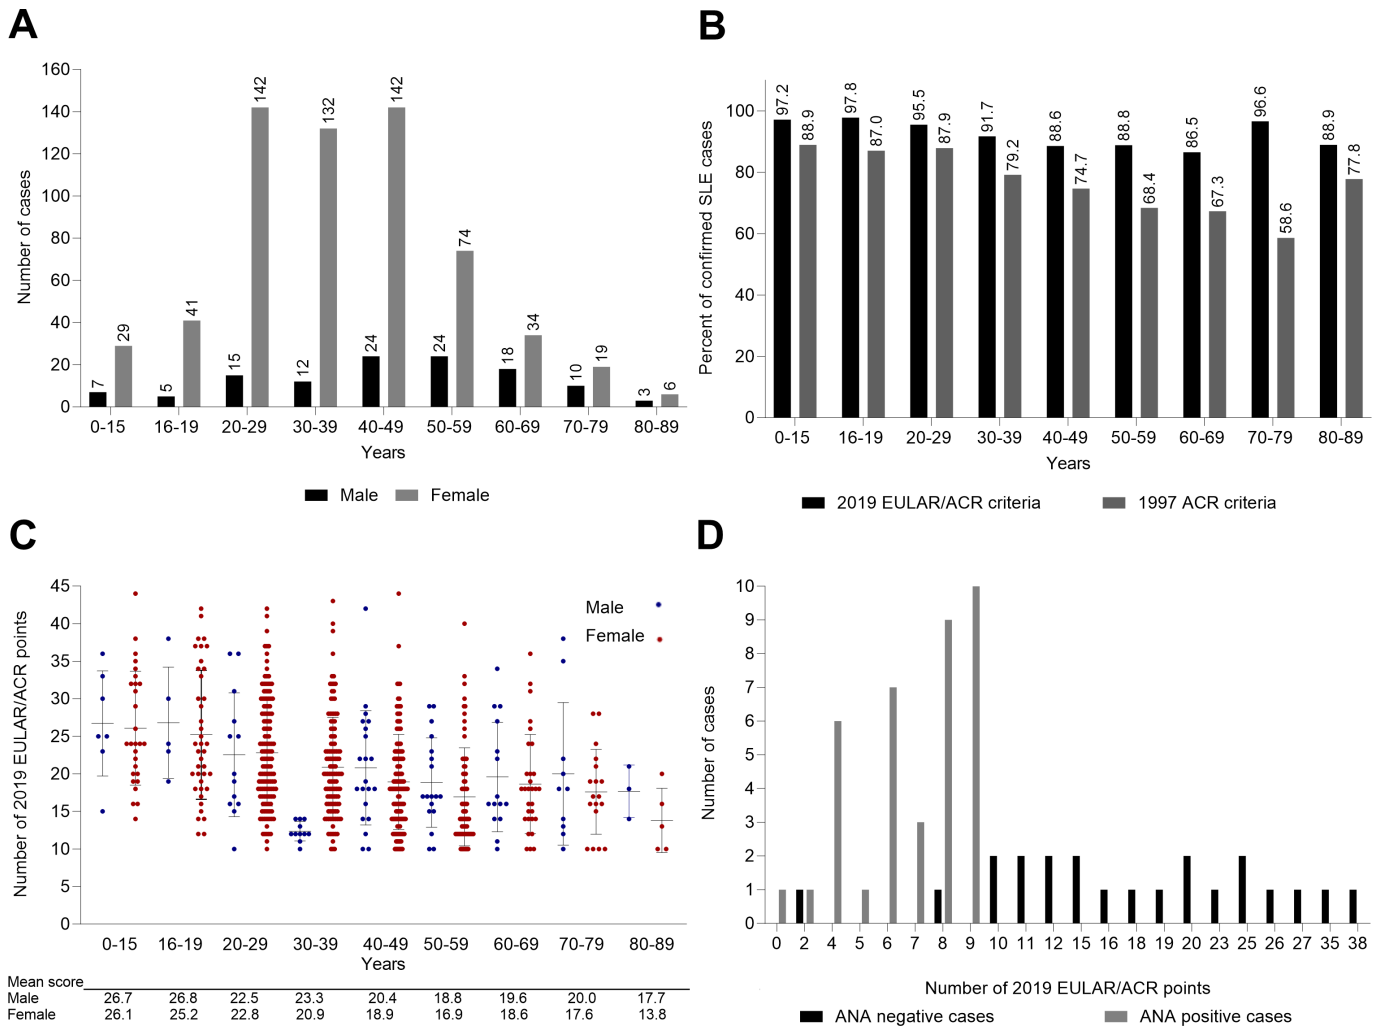 A
160
140
120
100
80
60
40
20
0
Number of cases
7 29 5 41 15 142 12 132 24 142 24 74 18 34 10 19 3 6
0-15 16-19 20-29 30-39 40-49 50-59 60-69 70-79 80-89
Years
Male Female
B
100
80
60
40
20
0
Percent of confirmed SLE cases
97.2 88.9 97.8 87.0 95.5 87.9 91.7 79.2 88.6 74.7 88.8 68.4 86.5 67.3 96.6 58.6 88.9 77.8
0-15 16-19 20-29 30-39 40-49 50-59 60-69 70-79 80-89
Years
2019 EULAR/ACR criteria 1997 ACR criteria
C
45
40
35
30
25
20
15
10
5
0
Number of 2019 EULAR/ACR points
Male
Female
0-15 16-19 20-29 30-39 40-49 50-59 60-69 70-79 80-89
Years
Mean score
Male 26.7 26.8 22.5 23.3 20.4 18.8 19.6 20.0 17.7
Female 26.1 25.2 22.8 20.9 18.9 16.9 18.6 17.6 13.8
D
10
9
8
7
6
5
4
3
2
1
0
Number of cases
0 2 4 5 6 7 8 9 10 11 12 15 16 18 19 20 23 25 26 27 35 38
Number of 2019 EULAR/ACR points
ANA negative cases ANA positive cases